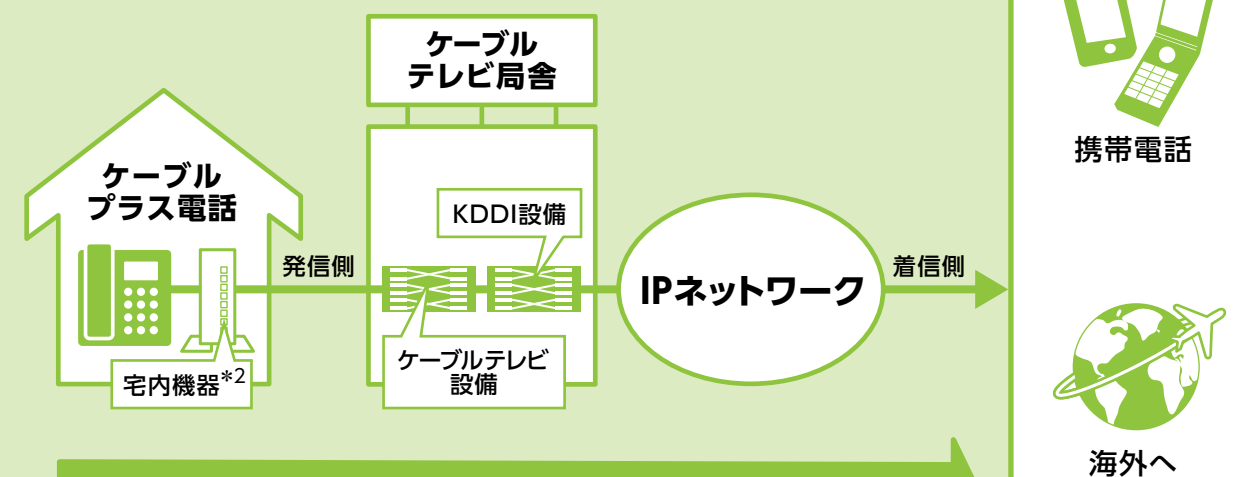 ケーブル
テレビ局舎
ケーブル
プラス電話
KDDI設備
発信側
IPネットワーク
着信側
ケーブルテレビ
設備
宅内機器*2
携帯電話
海外へ